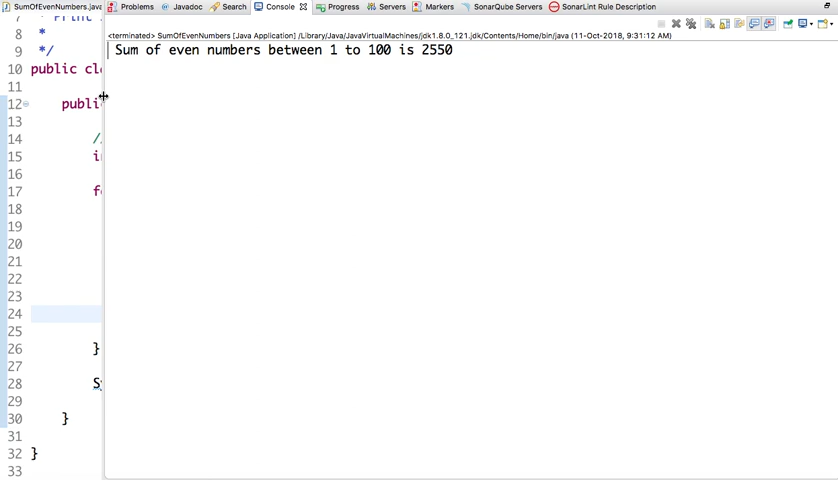 SumOfEvenNumbers.java
Problems Javadoc Search Console Progress Servers Markers SonarQube Servers SonarLint Rule Description
<terminated> SumOfEvenNumbers [Java Application] /Library/Java/JavaVirtualMachines/jdk1.8.0_121.jdk/Contents/Home/bin/java (11-Oct-2018, 9:31:12 AM)
Sum of even numbers between 1 to 100 is 2550
7 * Print
8 *
9 */
10 public cl
11
12 publi
13
14 /
15 i
16
17 f
18
19
20
21
22
23
24
25
26 }
27
28 S
29
30 }
31
32 }
33